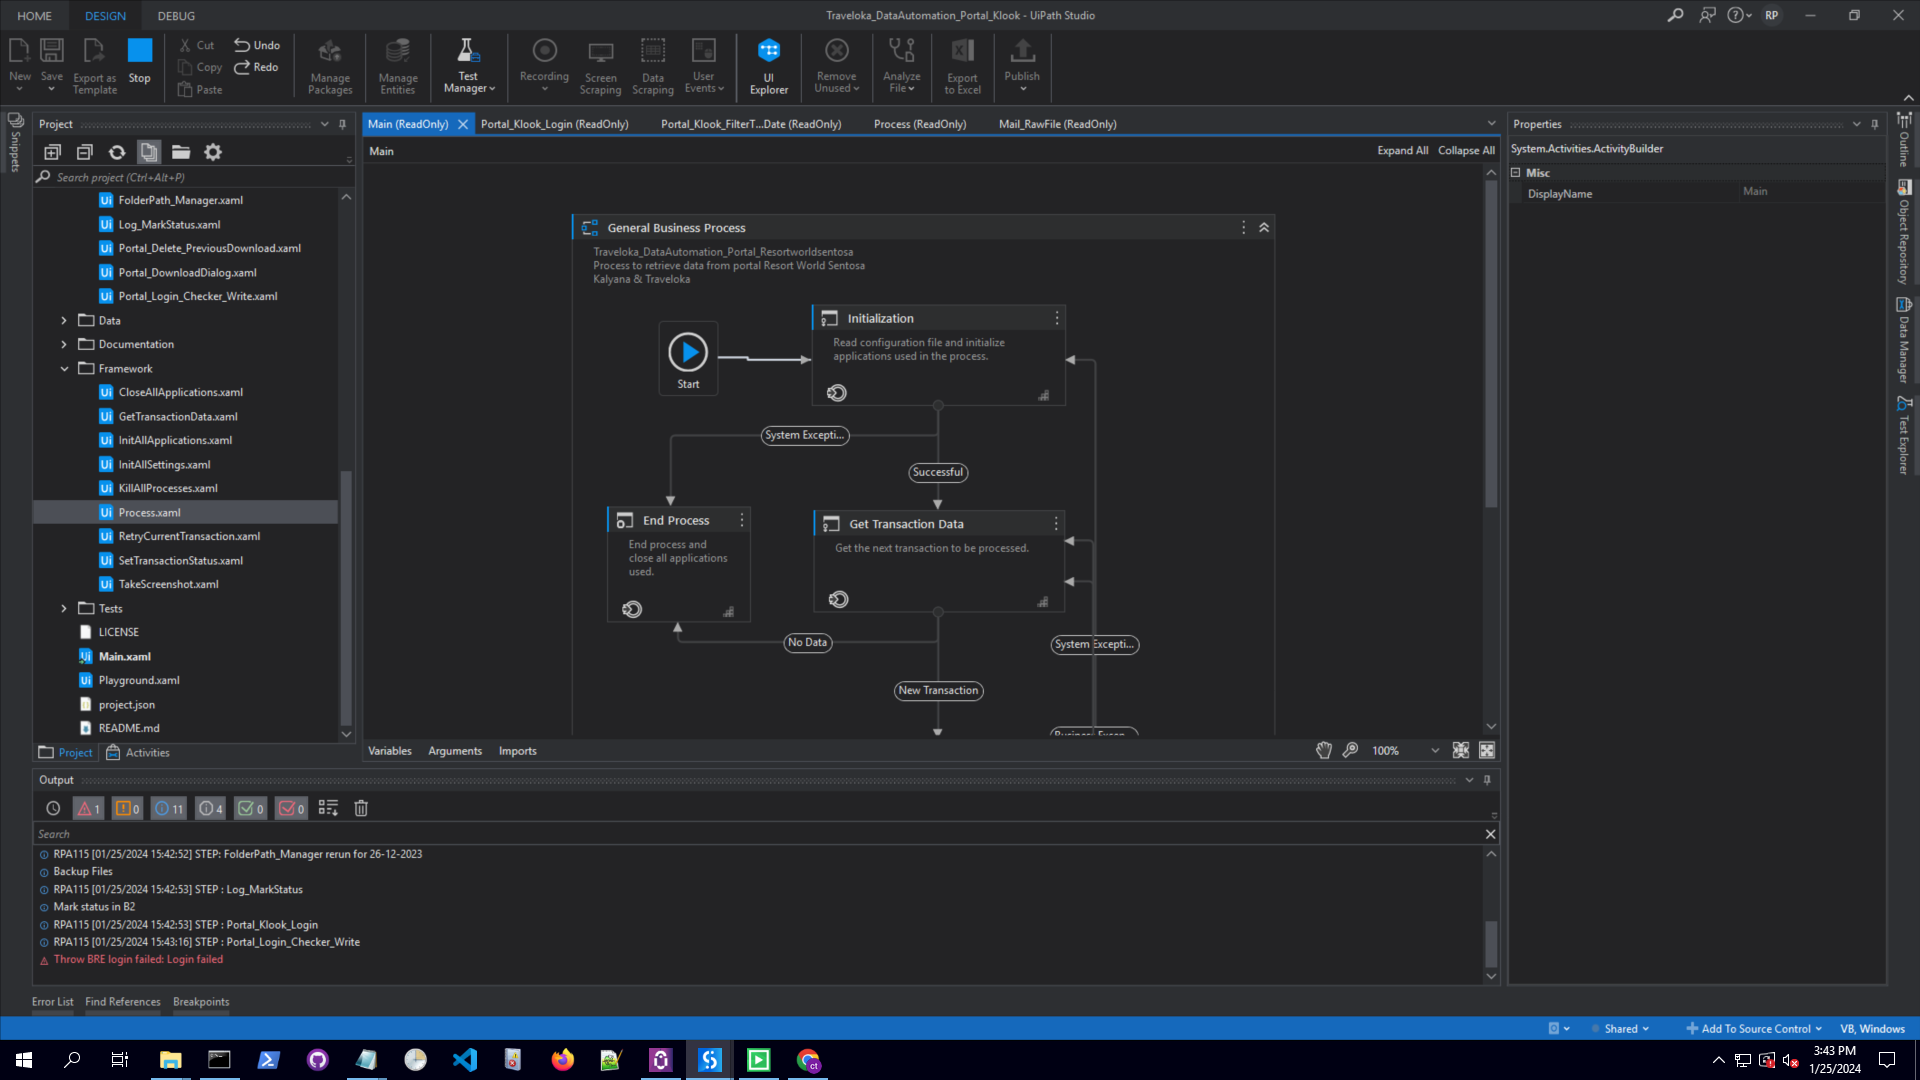 HOME
DESIGN
DEBUG
Traveloka_DataAutomation_Portal_Klook - UiPath Studio
RP
New
Save
Export as Template
Stop
Cut
Copy
Paste
Undo
Redo
Manage Packages
Manage Entities
Test Manager
Recording
Screen Scraping
Data Scraping
User Events
UI Explorer
Remove Unused
Analyze File
Export to Excel
Publish
Snippets
Project
Search project (Ctrl+Alt+P)
FolderPath_Manager.xaml
Log_MarkStatus.xaml
Portal_Delete_PreviousDownload.xaml
Portal_DownloadDialog.xaml
Portal_Login_Checker_Write.xaml
Data
Documentation
Framework
CloseAllApplications.xaml
GetTransactionData.xaml
InitAllApplications.xaml
InitAllSettings.xaml
KillAllProcesses.xaml
Process.xaml
RetryCurrentTransaction.xaml
SetTransactionStatus.xaml
TakeScreenshot.xaml
Tests
LICENSE
Main.xaml
Playground.xaml
project.json
README.md
Project
Activities
Main (ReadOnly)
Portal_Klook_Login (ReadOnly)
Portal_Klook_FilterT...Date (ReadOnly)
Process (ReadOnly)
Mail_RawFile (ReadOnly)
Main
Expand All
Collapse All
General Business Process
Traveloka_DataAutomation_Portal_Resortworldsentosa
Process to retrieve data from portal Resort World Sentosa
Kalyana & Traveloka
Start
Initialization
Read configuration file and initialize
applications used in the process.
System Excepti...
Successful
End Process
End process and
close all applications
used.
Get Transaction Data
Get the next transaction to be processed.
No Data
System Excepti...
New Transaction
Business Excep...
Variables
Arguments
Imports
100%
Properties
System.Activities.ActivityBuilder
Misc
DisplayName
Main
Outline
Object Repository
Data Manager
Test Explorer
Output
1
0
11
4
0
0
Search
RPA115 [01/25/2024 15:42:52] STEP: FolderPath_Manager rerun for 26-12-2023
Backup Files
RPA115 [01/25/2024 15:42:53] STEP : Log_MarkStatus
Mark status in B2
RPA115 [01/25/2024 15:42:53] STEP : Portal_Klook_Login
RPA115 [01/25/2024 15:43:16] STEP : Portal_Login_Checker_Write
Throw BRE login failed: Login failed
Error List
Find References
Breakpoints
Shared
Add To Source Control
VB, Windows
3:43 PM
1/25/2024